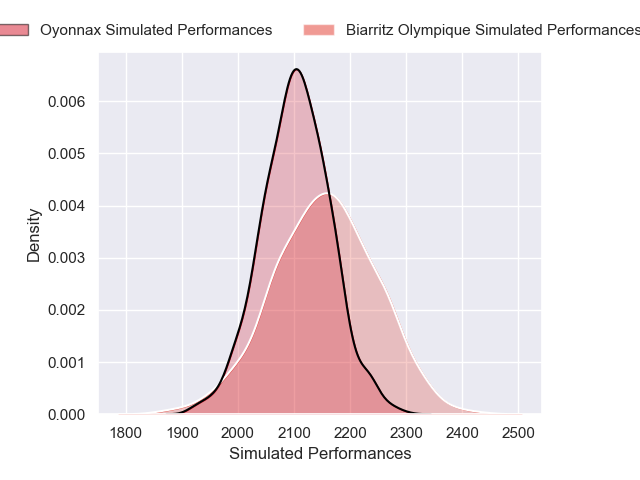 Oyonnax Simulated Performances
Biarritz Olympique Simulated Performances
0.006
0.005
0.004
0.003
0.002
0.001
0.000
Density
1800 1900 2000 2100 2200 2300 2400 2500
Simulated Performances